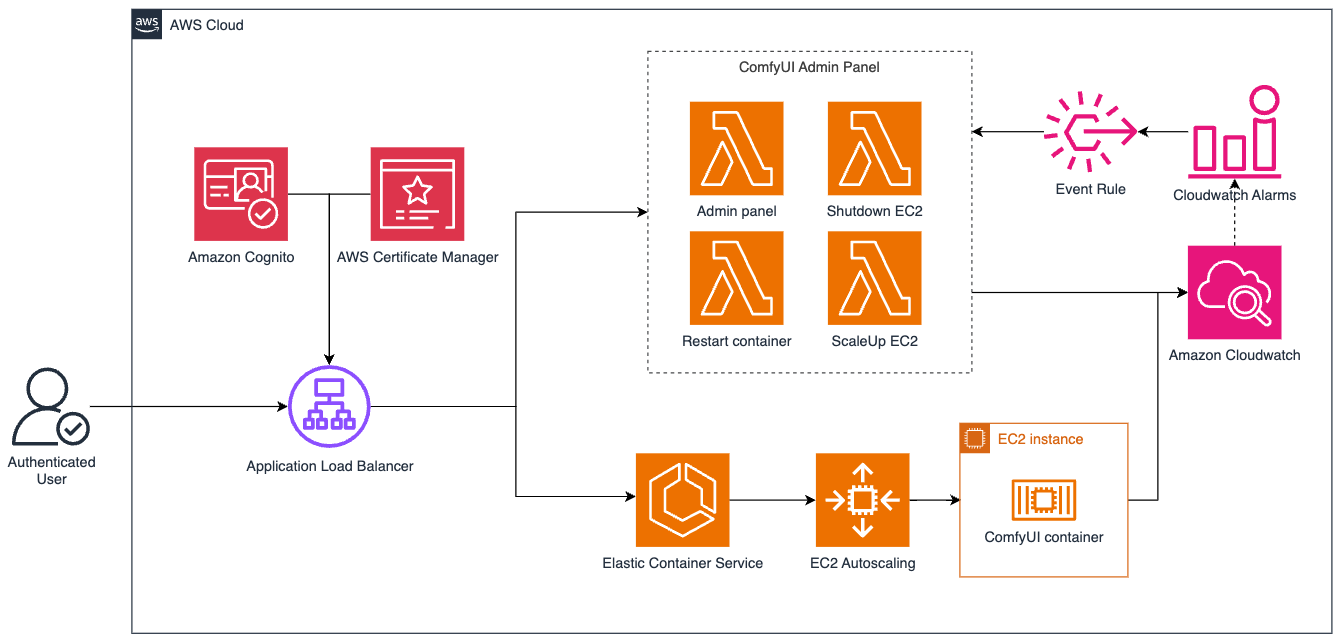 aws
AWS Cloud
ComfyUI Admin Panel
Admin panel
Shutdown EC2
Restart container
ScaleUp EC2
Event Rule
Cloudwatch Alarms
Amazon Cognito
AWS Certificate Manager
Amazon Cloudwatch
Authenticated
User
Application Load Balancer
Elastic Container Service
EC2 Autoscaling
EC2 instance
ComfyUI container